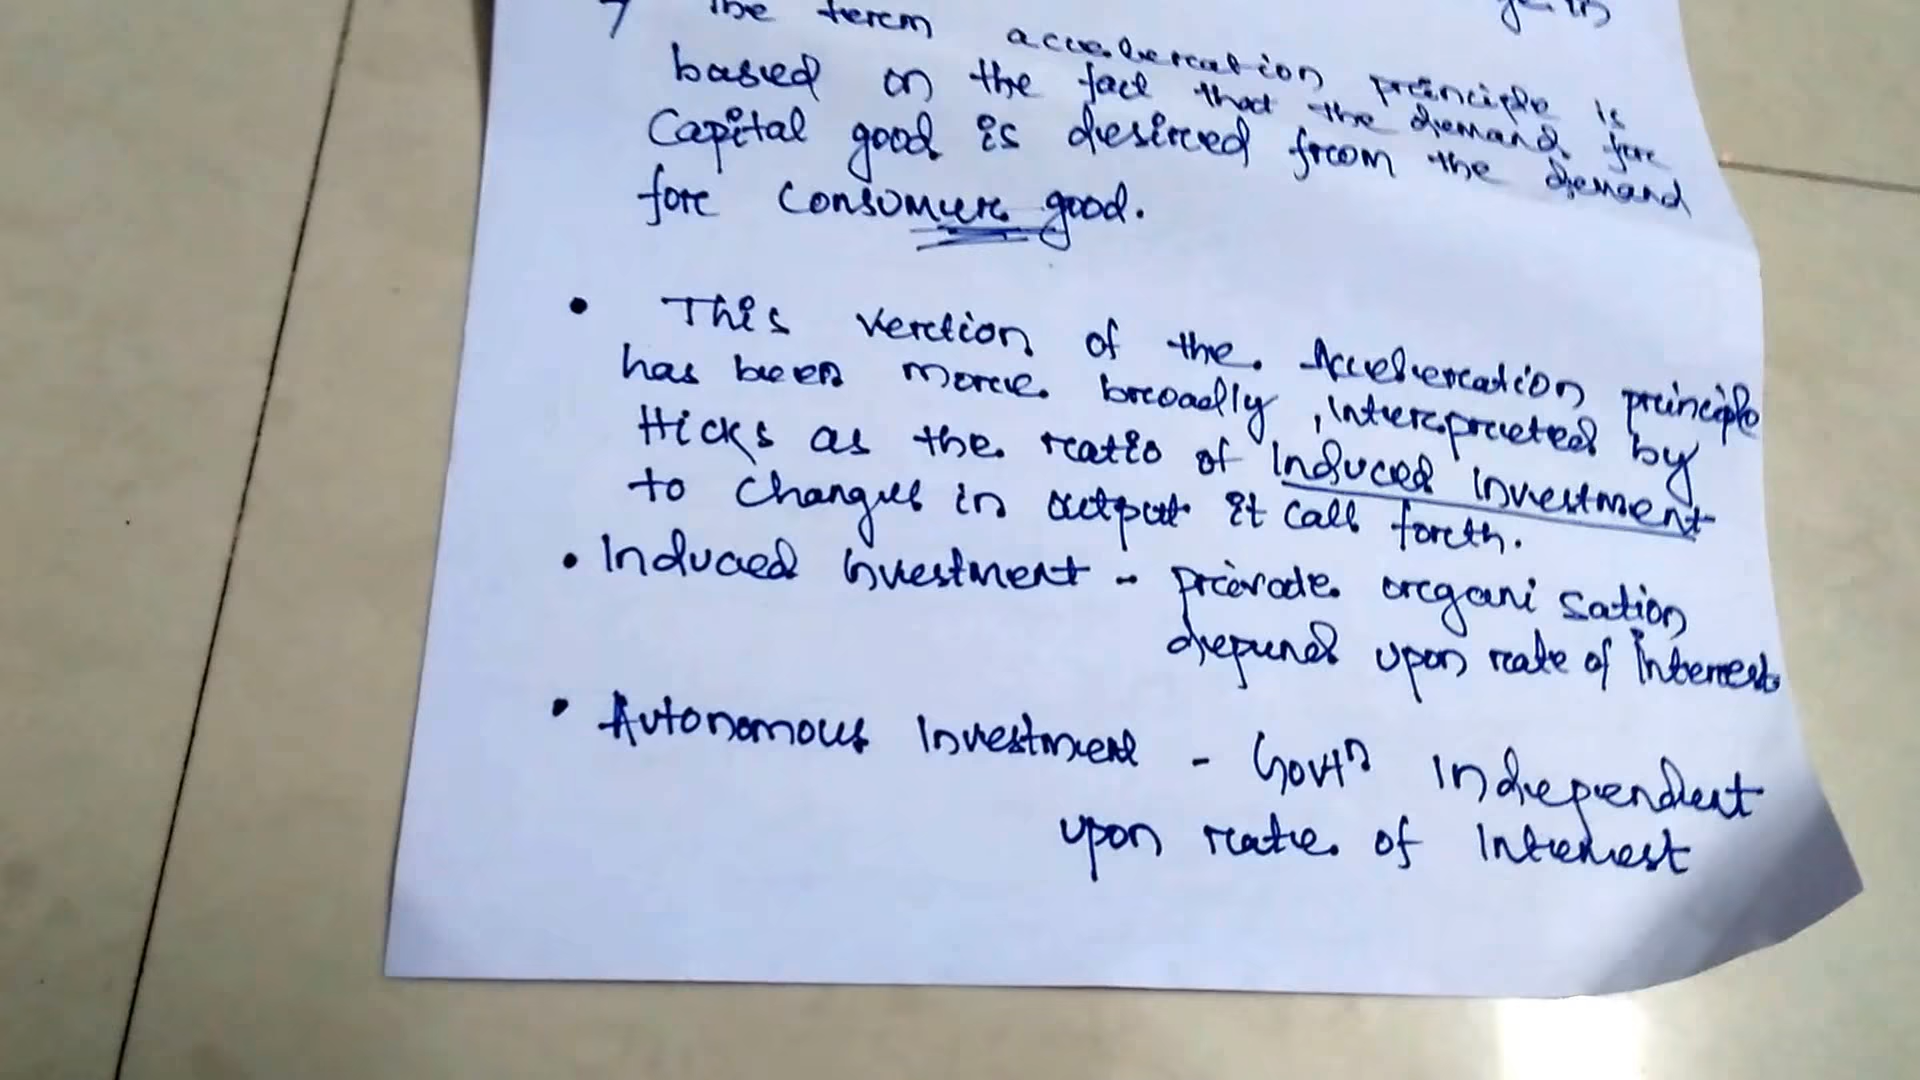 The term acceleration principle is
based on the fact that the demand for
Capital good is desired from the demand
fore consumer good.
• This verction of the Acceleration principle
has been more broadly, interpreted by
Hicks as the ratio of induced investment
to changes in output it call forth.
• Induced investment - private organisation
depend upon rate of interest
• Autonomous Investment - Govtn independent
upon rate of interest